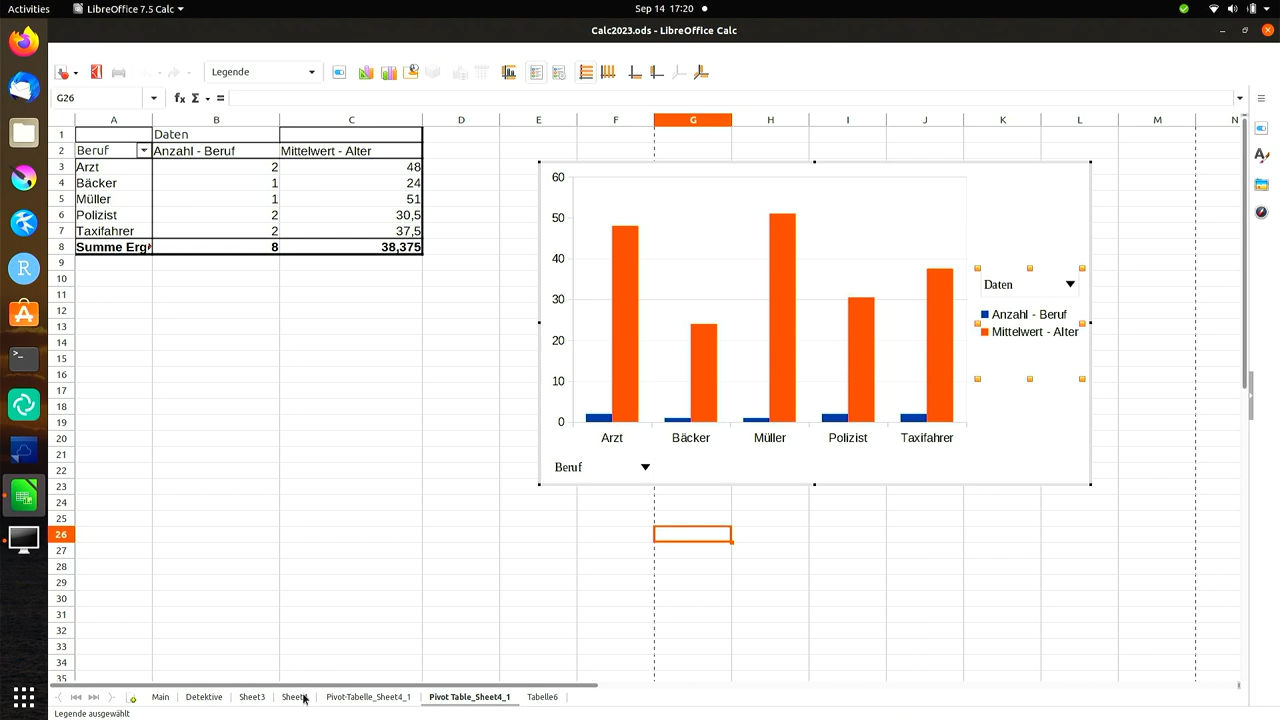 Activities LibreOffice 7.5 Calc Sep 14 17:20
Calc2023.ods - LibreOffice Calc
Legende
G26 fx Σ =
A B C D E F G H I J K L M N
1 Daten
2 Beruf Anzahl - Beruf Mittelwert - Alter
3 Arzt 2 48
4 Bäcker 1 24
5 Müller 1 51
6 Polizist 2 30,5
7 Taxifahrer 2 37,5
8 Summe Erg 8 38,375
9
10
11
12
13
14
15
16
17
18
19
20
21
22
23
24
25
26
27
28
29
30
31
32
33
34
35
60
50
40
30
20
10
0
Arzt Bäcker Müller Polizist Taxifahrer
Beruf
Daten
Anzahl - Beruf
Mittelwert - Alter
Main Detektive Sheet3 Pivot-Tabelle_Sheet4_1 Pivot Table_Sheet4_1 Tabelle6
Legende ausgewählt